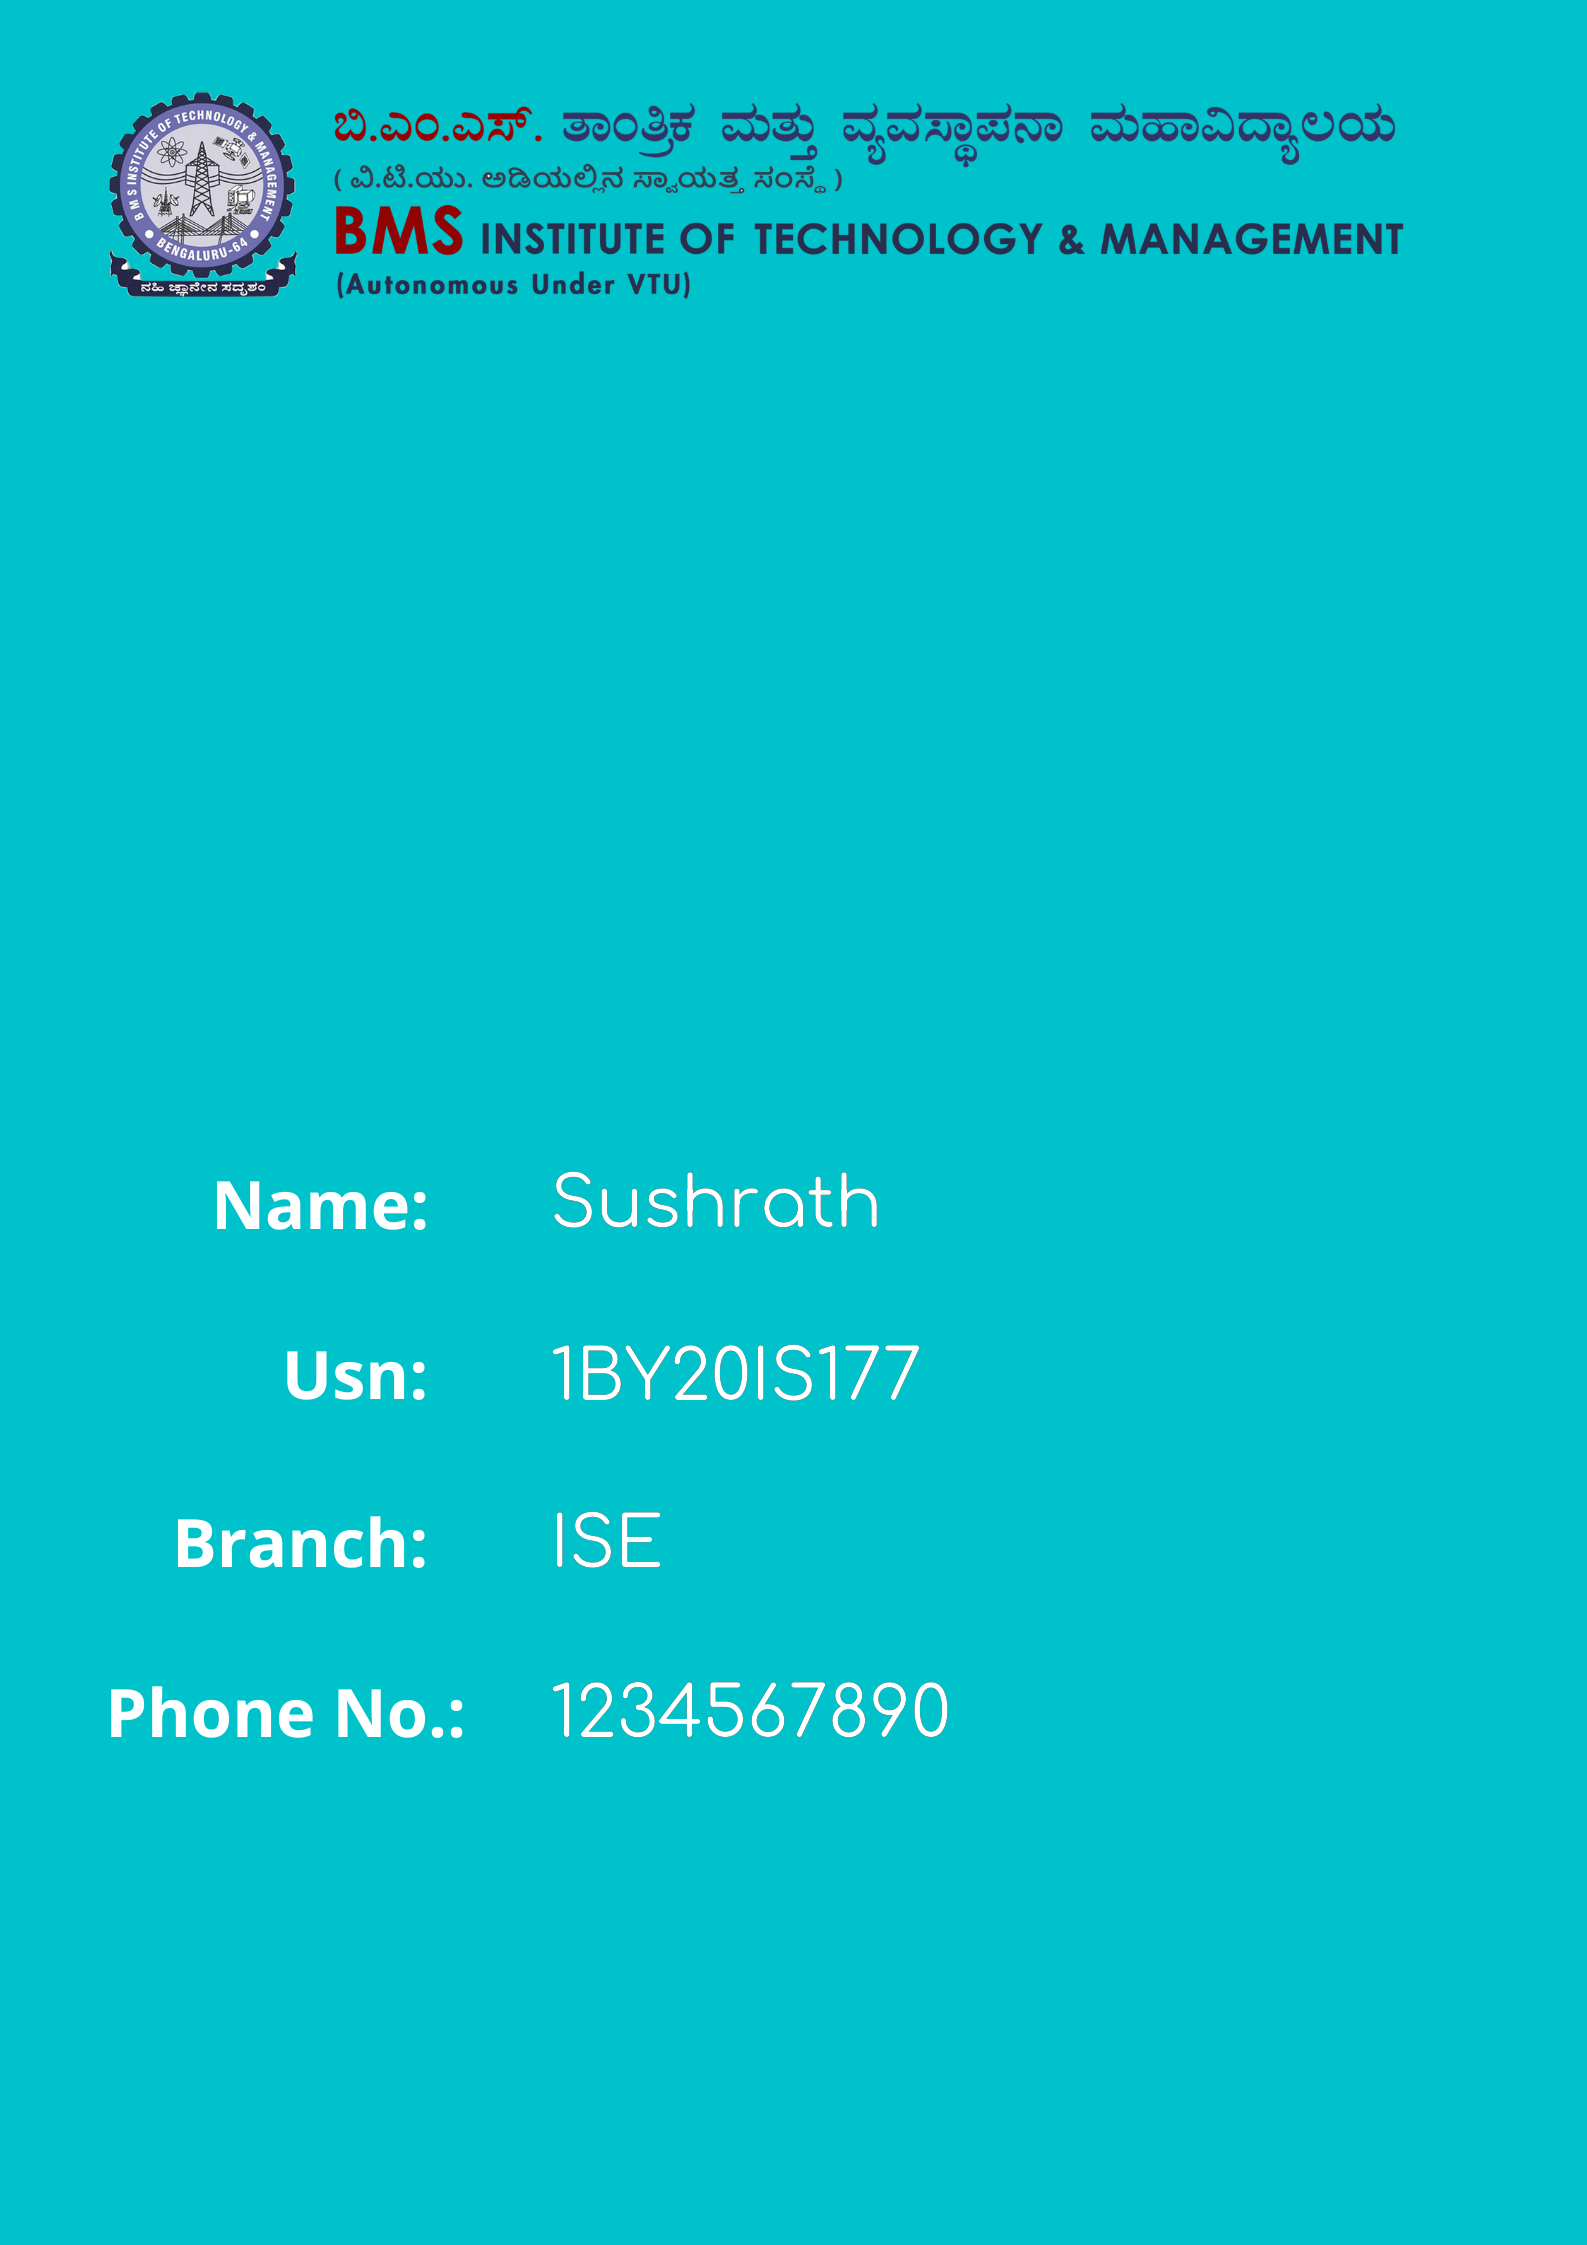 ಬಿ.ಎಂ.ಎಸ್. ತಾಂತ್ರಿಕ ಮತ್ತು ವ್ಯವಸ್ಥಾಪನಾ ಮಹಾವಿದ್ಯಾಲಯ
( ವಿ.ಟಿ.ಯು. ಅಡಿಯಲ್ಲಿನ ಸ್ವಾಯತ್ತ ಸಂಸ್ಥೆ )
BMS INSTITUTE OF TECHNOLOGY & MANAGEMENT
(Autonomous Under VTU)
B M S INSTITUTE OF TECHNOLOGY & MANAGEMENT
BENGALURU-64
ನಹಿ ಜ್ಞಾನೇನ ಸದೃಶಂ
Name: Sushrath
Usn: 1BY20IS177
Branch: ISE
Phone No.: 1234567890